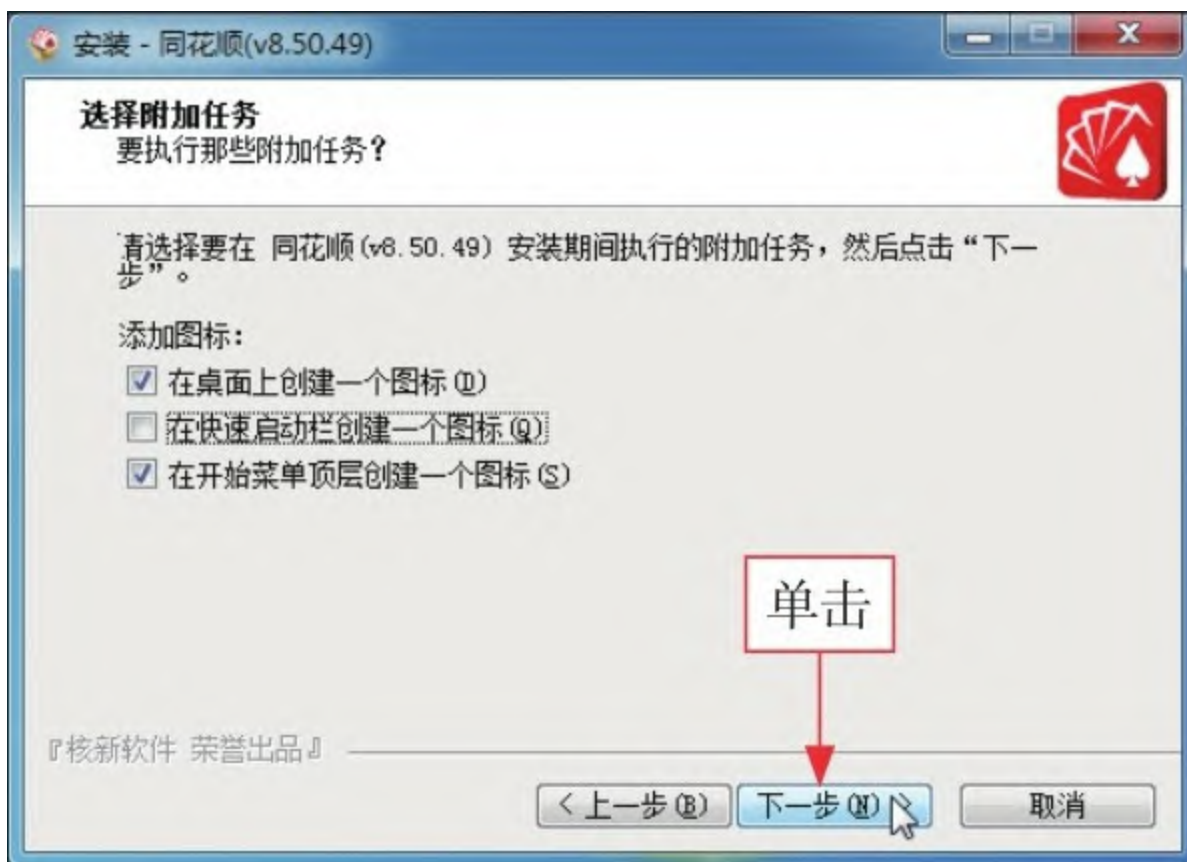 安装 - 同花顺(v8.50.49)
选择附加任务
要执行那些附加任务?
请选择要在 同花顺(v8.50.49) 安装期间执行的附加任务，然后点击“下一
步”。
添加图标:
在桌面上创建一个图标(D)
在快速启动栏创建一个图标(Q)
在开始菜单顶层创建一个图标(S)
单击
『核新软件 荣誉出品』
< 上一步(B)
下一步(N) >
取消